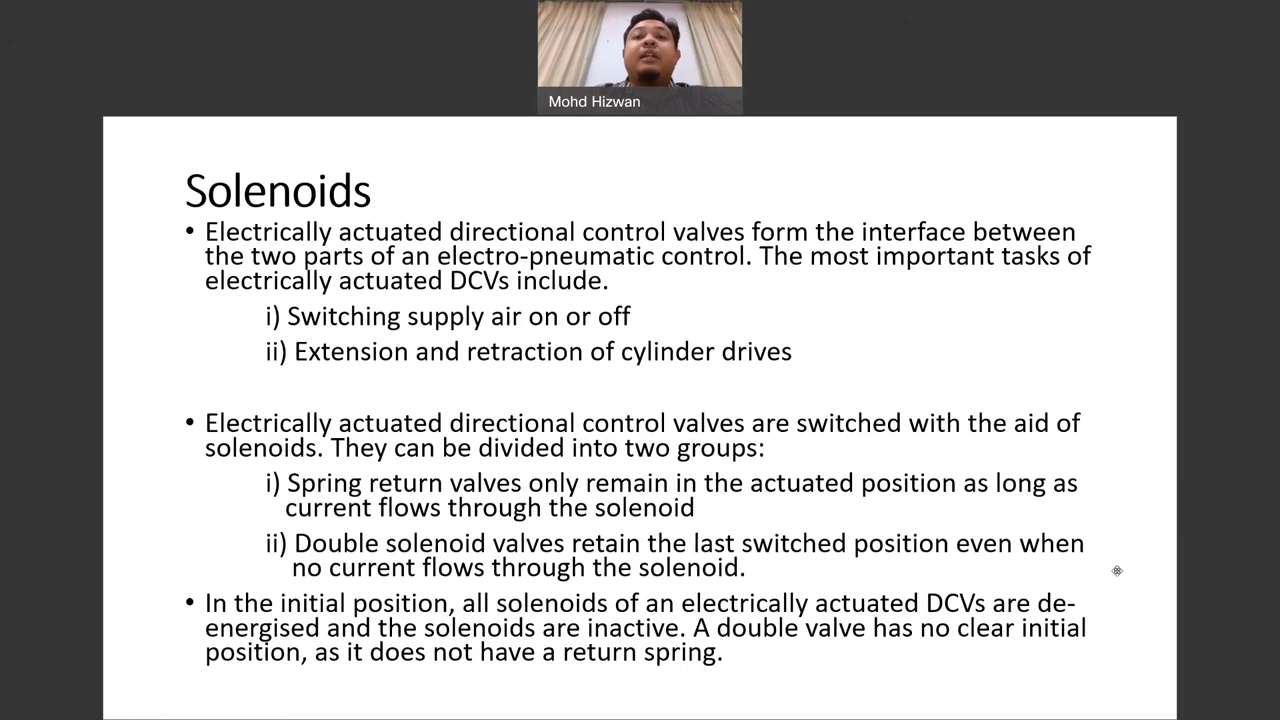 Mohd Hizwan
Solenoids
• Electrically actuated directional control valves form the interface between
the two parts of an electro-pneumatic control. The most important tasks of
electrically actuated DCVs include.
i) Switching supply air on or off
ii) Extension and retraction of cylinder drives
• Electrically actuated directional control valves are switched with the aid of
solenoids. They can be divided into two groups:
i) Spring return valves only remain in the actuated position as long as
current flows through the solenoid
ii) Double solenoid valves retain the last switched position even when
no current flows through the solenoid.
• In the initial position, all solenoids of an electrically actuated DCVs are de-
energised and the solenoids are inactive. A double valve has no clear initial
position, as it does not have a return spring.